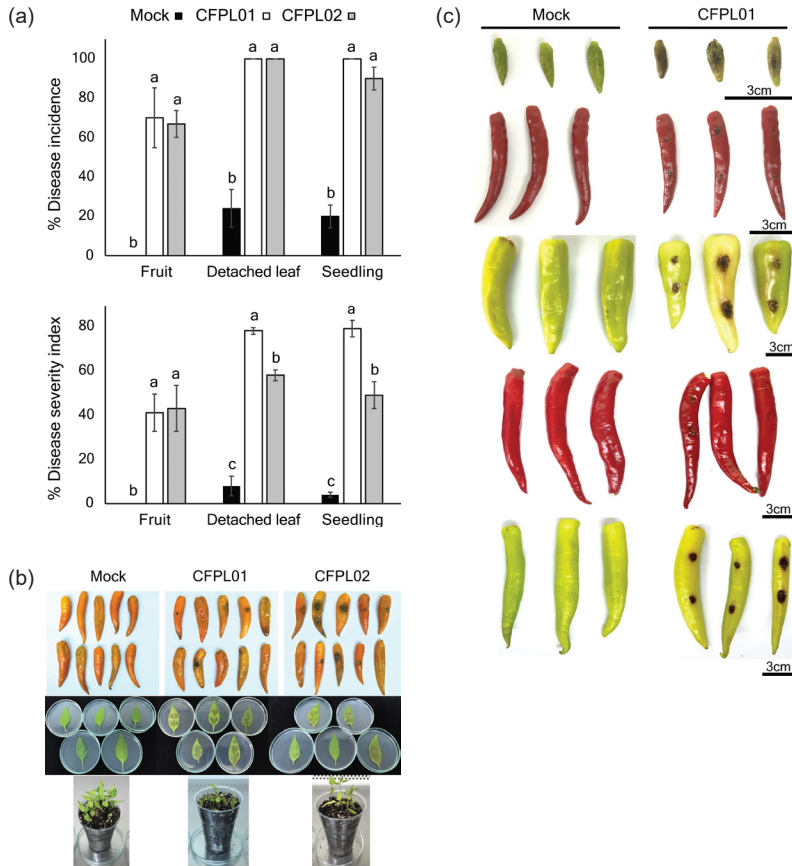 (a)
Mock CFPL01 CFPL02
% Disease incidence
100
80
60
40
20
0
b a a
b a a
b a a
Fruit Detached leaf Seedling
% Disease severity index
80
60
40
20
0
b a a
c a b
c a b
Fruit Detached leaf Seedling
(b)
Mock CFPL01 CFPL02
(c)
Mock CFPL01
3cm
3cm
3cm
3cm
3cm